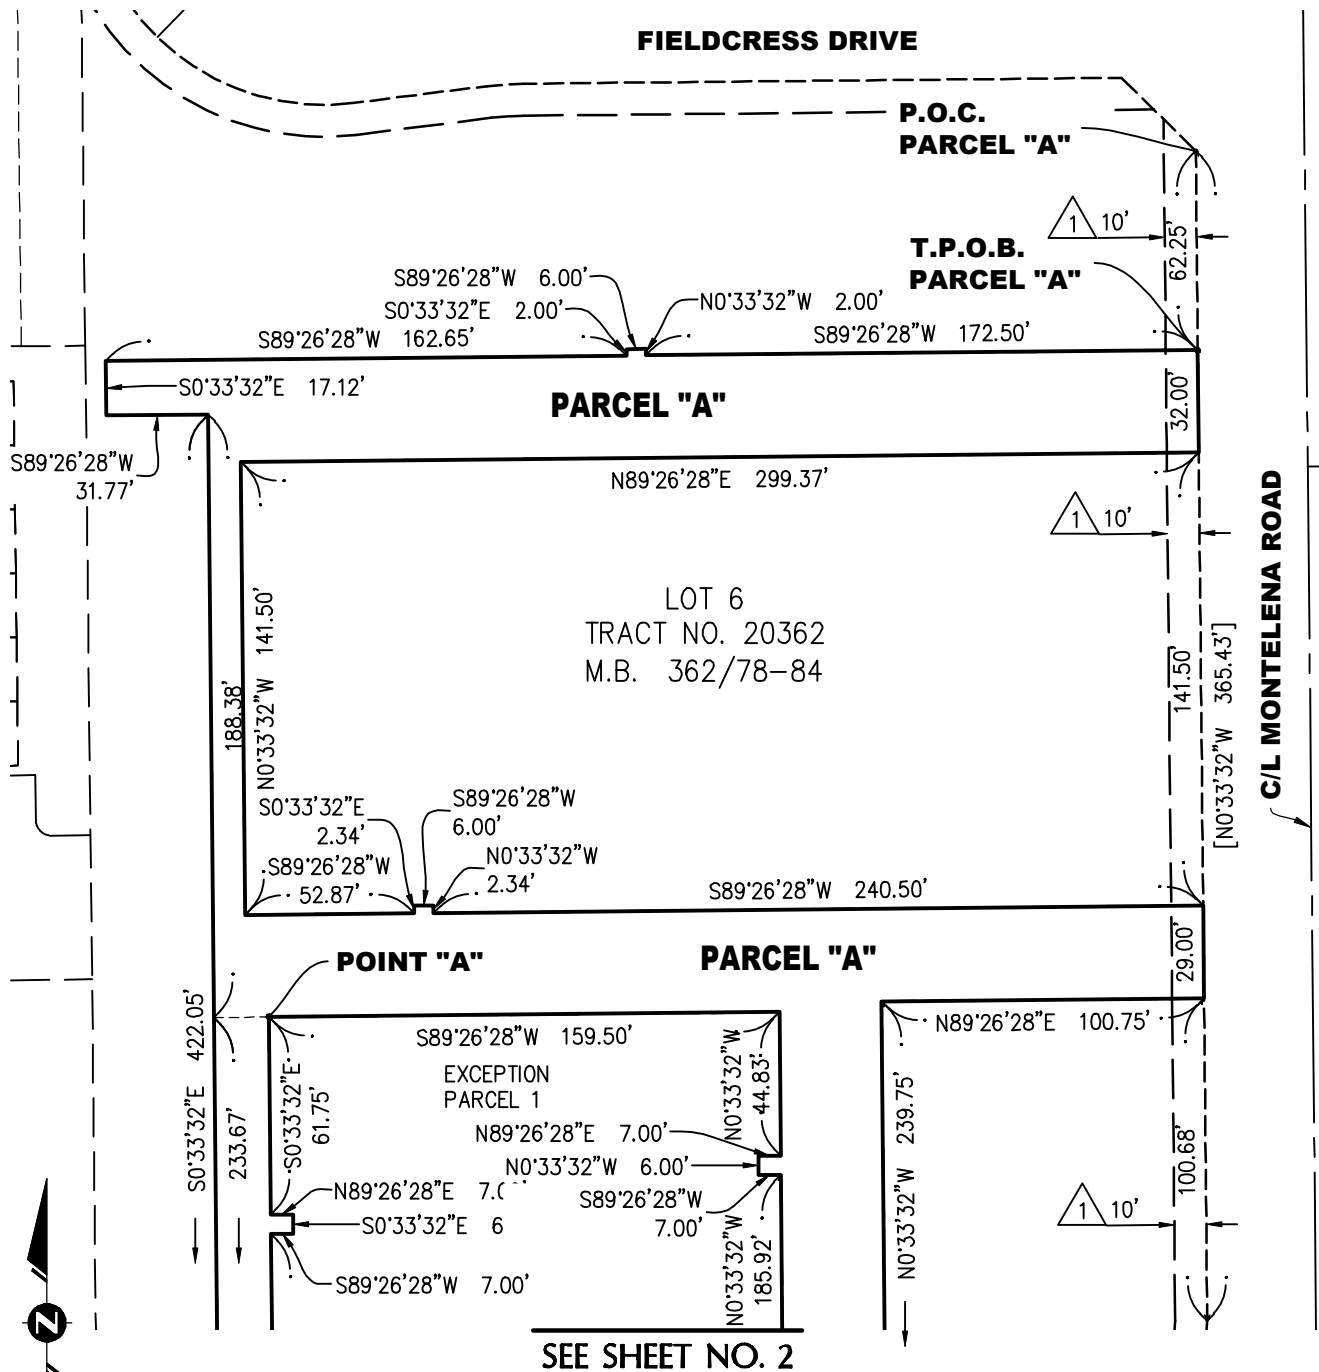 FIELDCRESS DRIVE
P.O.C.
PARCEL "A"
1 10'
62.25'
T.P.O.B.
PARCEL "A"
S89°26'28"W 6.00'
S0°33'32"E 2.00'
N0°33'32"W 2.00'
S89°26'28"W 162.65'
S89°26'28"W 172.50'
S0°33'32"E 17.12'
PARCEL "A"
32.00'
S89°26'28"W
31.77'
N89°26'28"E 299.37'
1 10'
C/L MONTELENA ROAD
LOT 6
TRACT NO. 20362
M.B. 362/78-84
188.38'
N0°33'32"W 141.50'
141.50'
[N0°33'32"W 365.43']
S0°33'32"E
2.34'
S89°26'28"W
6.00'
N0°33'32"W
2.34'
S89°26'28"W
52.87'
S89°26'28"W 240.50'
POINT "A"
PARCEL "A"
29.00'
S0°33'32"E 422.05'
233.67'
S89°26'28"W 159.50'
N89°26'28"E 100.75'
S0°33'32"E
61.75'
EXCEPTION
PARCEL 1
N0°33'32"W
44.83'
N89°26'28"E 7.00'
N0°33'32"W 6.00'
S89°26'28"W
7.00'
N0°33'32"W 239.75'
100.68'
1 10'
N89°26'28"E
S0°33'32"E 6
S89°26'28"W 7.00'
N0°33'32"W
185.92'
N
SEE SHEET NO. 2